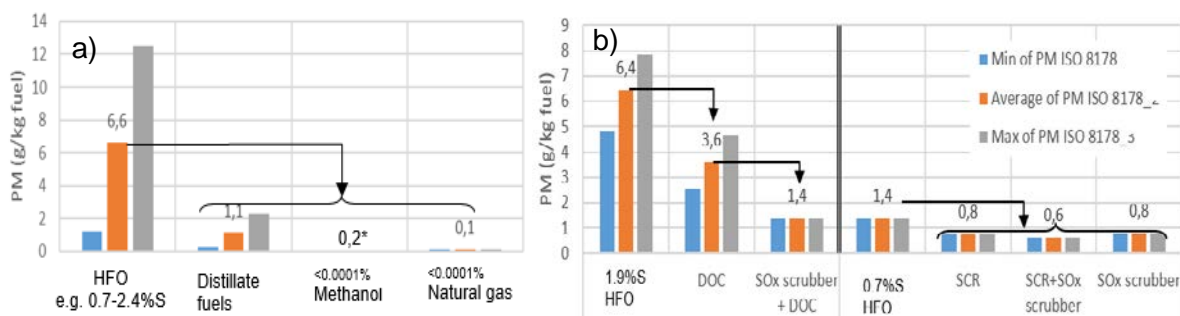 a)
PM (g/kg fuel)
14
12
10
8
6
4
2
0
6,6
1,1
0,2*
0,1
HFO
e.g. 0.7-2.4%S
Distillate
fuels
<0.0001%
Methanol
<0.0001%
Natural gas
b)
PM (g/kg fuel)
9
8
7
6
5
4
3
2
1
0
6,4
3,6
1,4
1,4
0,8
0,6
0,8
Min of PM ISO 8178
Average of PM ISO 8178_2
Max of PM ISO 8178_3
1.9%S
HFO
DOC
SOx scrubber
+ DOC
0.7%S
HFO
SCR
SCR+SOx
scrubber
SOx scrubber